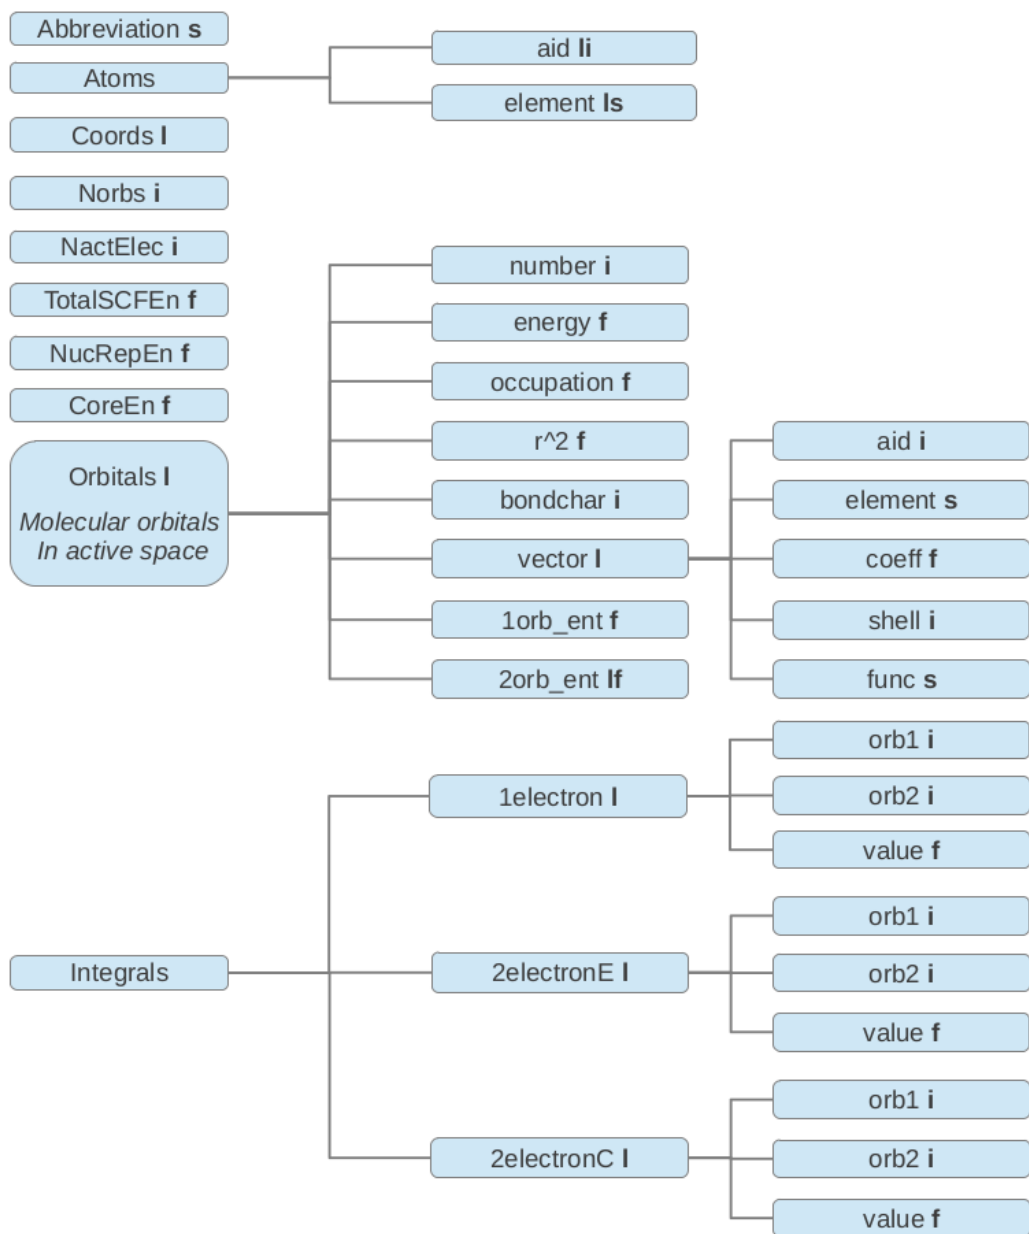 Abbreviation s
Atoms
aid li
element ls
Coords l
Norbs i
NactElec i
TotalSCFEn f
NucRepEn f
CoreEn f
Orbitals l
Molecular orbitals
In active space
number i
energy f
occupation f
r^2 f
bondchar i
vector l
1orb_ent f
2orb_ent lf
aid i
element s
coeff f
shell i
func s
Integrals
1electron l
orb1 i
orb2 i
value f
2electronE l
orb1 i
orb2 i
value f
2electronC l
orb1 i
orb2 i
value f